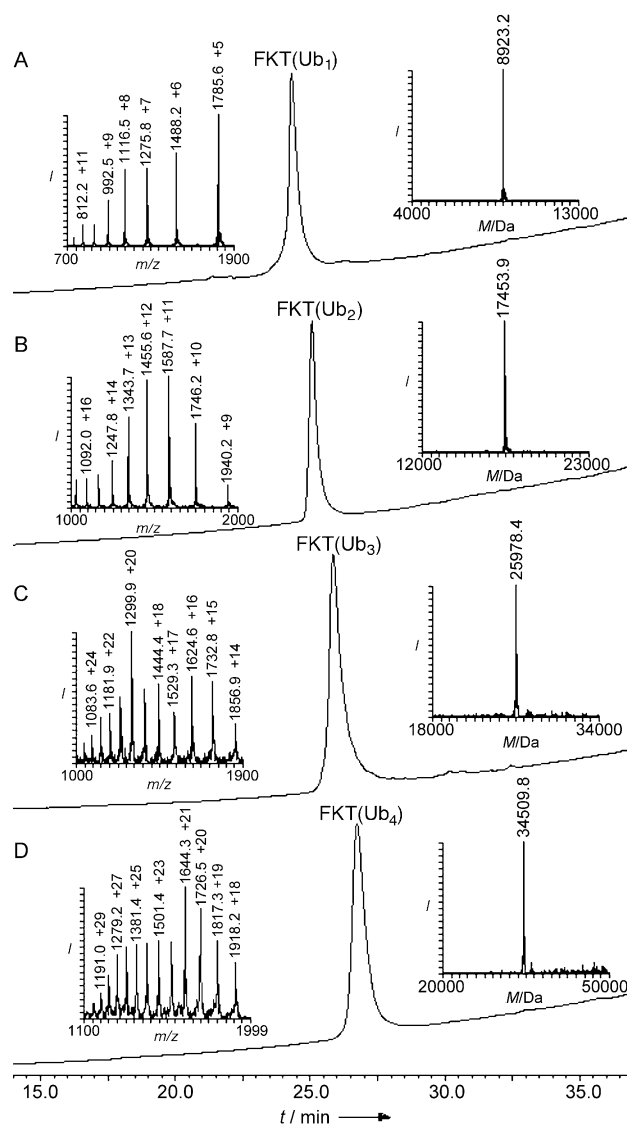 A
FKT(Ub₁)
812.2 +11
992.5 +9
1116.5 +8
1275.8 +7
1488.2 +6
1785.6 +5
I
700
1900
m/z
8923.2
I
4000
13000
M/Da
B
FKT(Ub₂)
1092.0 +16
1247.8 +14
1343.7 +13
1455.6 +12
1587.7 +11
1746.2 +10
1940.2 +9
I
1000
2000
m/z
17453.9
I
12000
23000
M/Da
C
FKT(Ub₃)
1083.6 +24
1181.9 +22
1299.9 +20
1444.4 +18
1529.3 +17
1624.6 +16
1732.8 +15
1856.9 +14
I
1000
1900
m/z
25978.4
I
18000
34000
M/Da
D
FKT(Ub₄)
1191.0 +29
1279.2 +27
1381.4 +25
1501.4 +23
1644.3 +21
1726.5 +20
1817.3 +19
1918.2 +18
I
1100
1999
m/z
34509.8
I
20000
50000
M/Da
15.0 20.0 25.0 30.0 35.0
t / min